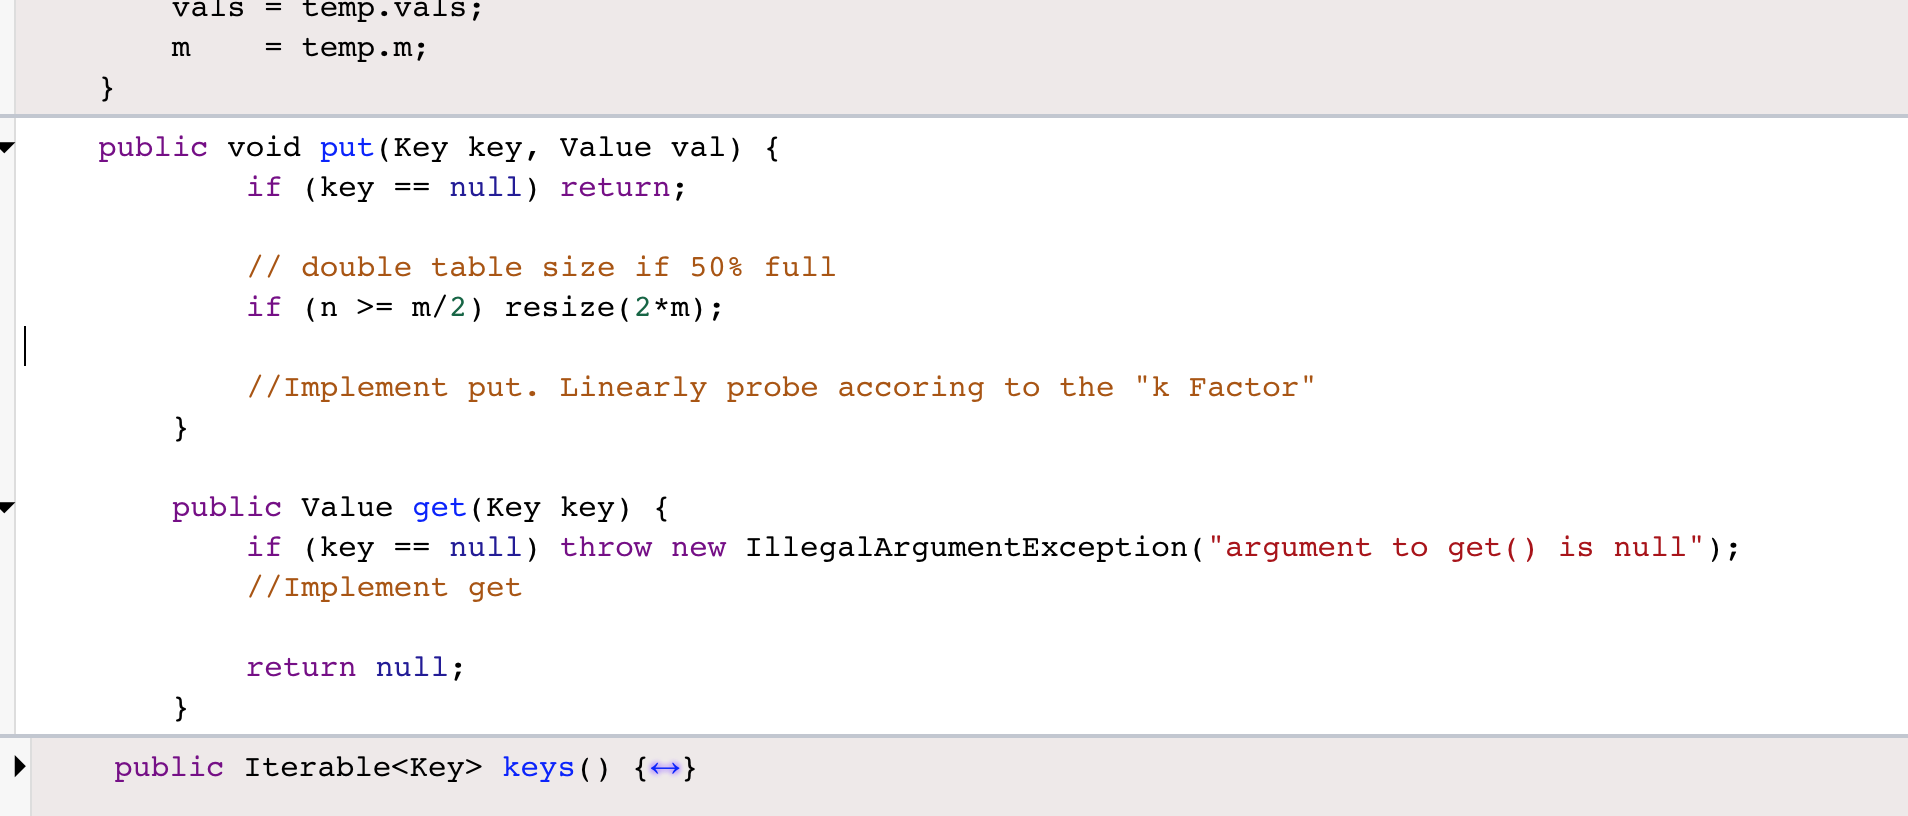 vals = temp.vals;
m    = temp.m;
}
public void put(Key key, Value val) {
if (key == null) return;
// double table size if 50% full
if (n >= m/2) resize(2*m);
//Implement put. Linearly probe accoring to the "k Factor"
}
public Value get(Key key) {
if (key == null) throw new IllegalArgumentException("argument to get() is null");
//Implement get
return null;
}
public Iterable<Key> keys() {↔}